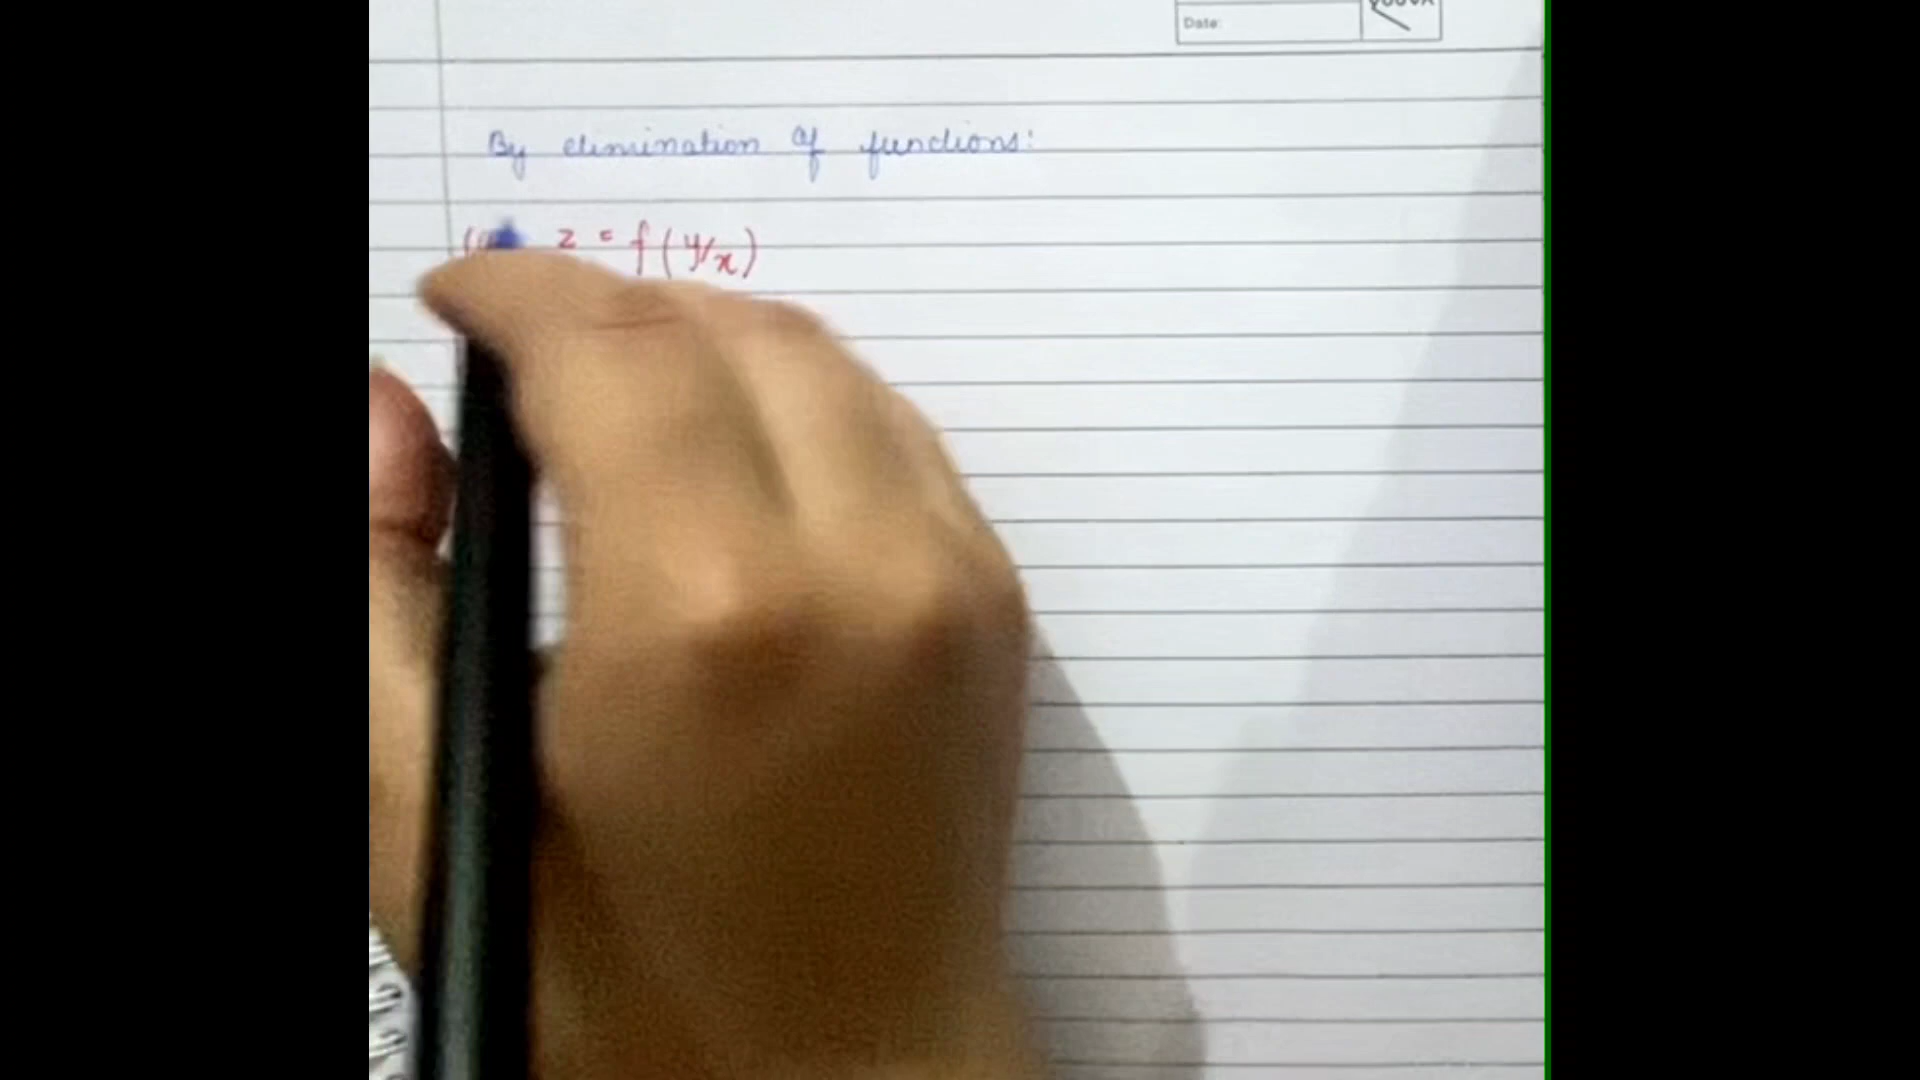 Date:
By elimination of functions:
z = f(y/x)